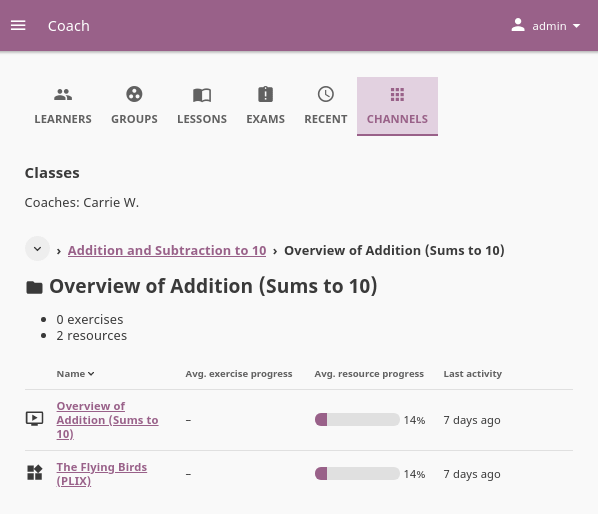 Coach
admin
LEARNERS GROUPS LESSONS EXAMS RECENT CHANNELS
Classes
Coaches: Carrie W.
› Addition and Subtraction to 10 › Overview of Addition (Sums to 10)
Overview of Addition (Sums to 10)
• 0 exercises
• 2 resources
Name Avg. exercise progress Avg. resource progress Last activity
Overview of
Addition (Sums to – 14% 7 days ago
10)
The Flying Birds – 14% 7 days ago
(PLIX)